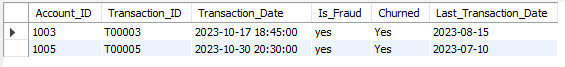 Account_ID Transaction_ID Transaction_Date Is_Fraud Churned Last_Transaction_Date
1003 T00003 2023-10-17 18:45:00 yes Yes 2023-08-15
1005 T00005 2023-10-30 20:30:00 yes Yes 2023-07-10